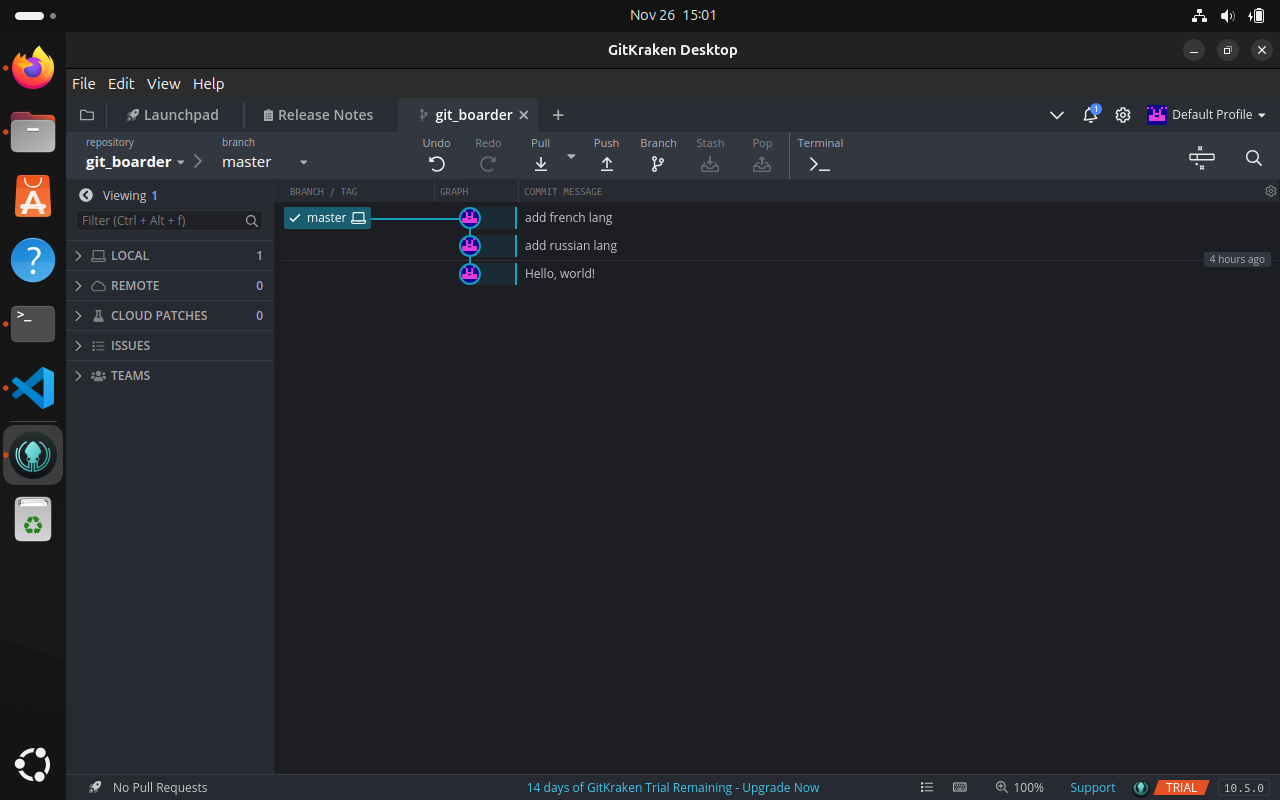 Nov 26 15:01
GitKraken Desktop
File Edit View Help
Launchpad
Release Notes
git_boarder
1
Default Profile
repository
git_boarder
branch
master
Undo
Redo
Pull
Push
Branch
Stash
Pop
Terminal
Viewing 1
Filter (Ctrl + Alt + f)
LOCAL 1
REMOTE 0
CLOUD PATCHES 0
ISSUES
TEAMS
BRANCH / TAG
GRAPH
COMMIT MESSAGE
master
add french lang
add russian lang
4 hours ago
Hello, world!
No Pull Requests
14 days of GitKraken Trial Remaining - Upgrade Now
100%
Support
TRIAL
10.5.0